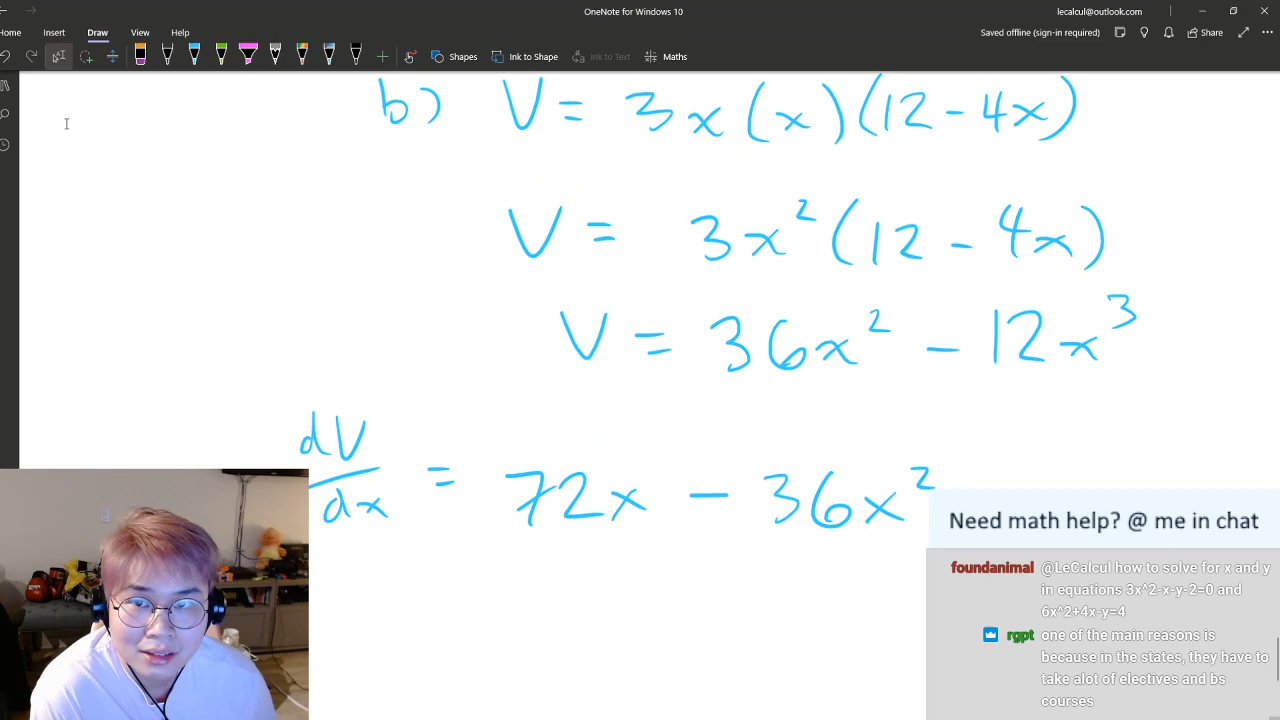 OneNote for Windows 10
lecalcul@outlook.com
Home Insert Draw View Help
Saved offline (sign-in required) Share
Shapes Ink to Shape Ink to Text Maths
b) V = 3x(x)(12-4x)
V = 3x²(12-4x)
V = 36x² - 12x³
dV/dx = 72x - 36x²
Need math help? @ me in chat
foundanimal @LeCalcul how to solve for x and y
in equations 3x^2-x-y-2=0 and
6x^2+4x-y=4
rgpt one of the main reasons is
because in the states, they have to
take alot of electives and bs
courses